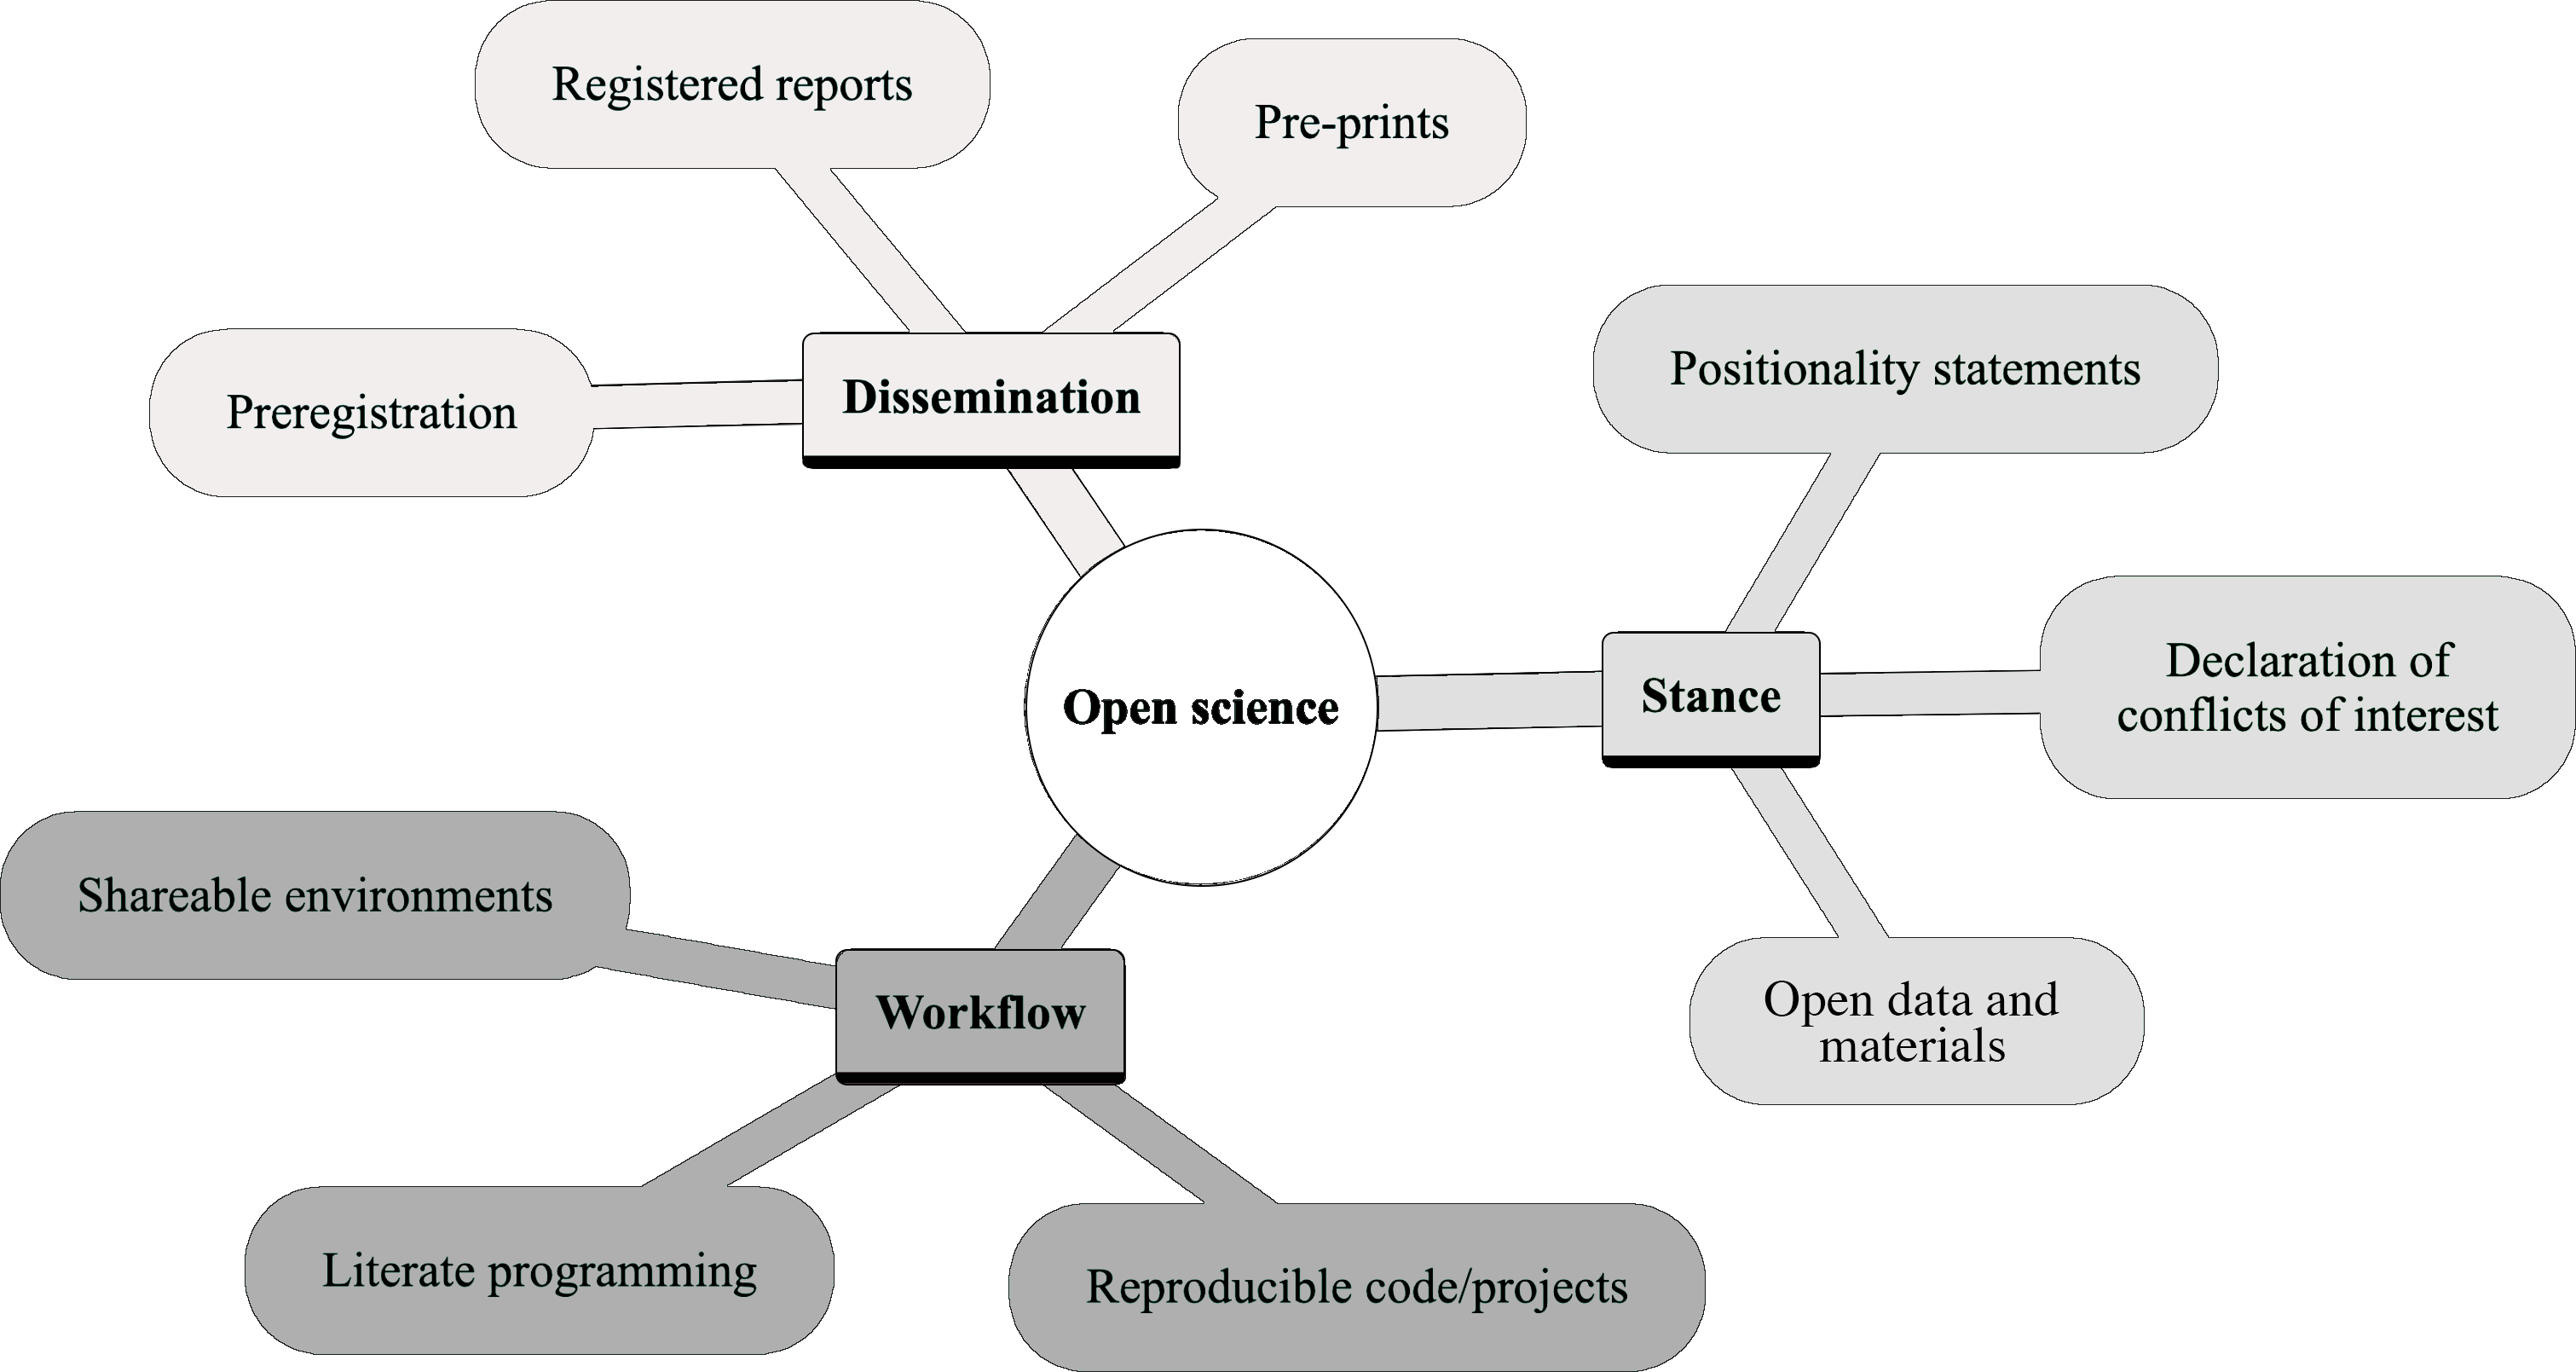 Registered reports
Pre-prints
Preregistration
Dissemination
Positionality statements
Open science
Stance
Declaration of
conflicts of interest
Shareable environments
Workflow
Open data and
materials
Literate programming
Reproducible code/projects